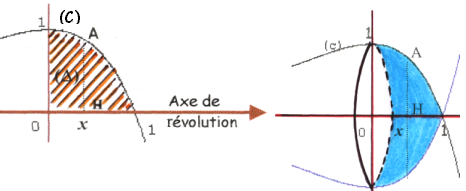 1
(C)
A
(Δ)
H
Axe de
révolution
0
x
1
1
(c)
A
0
x
H
1